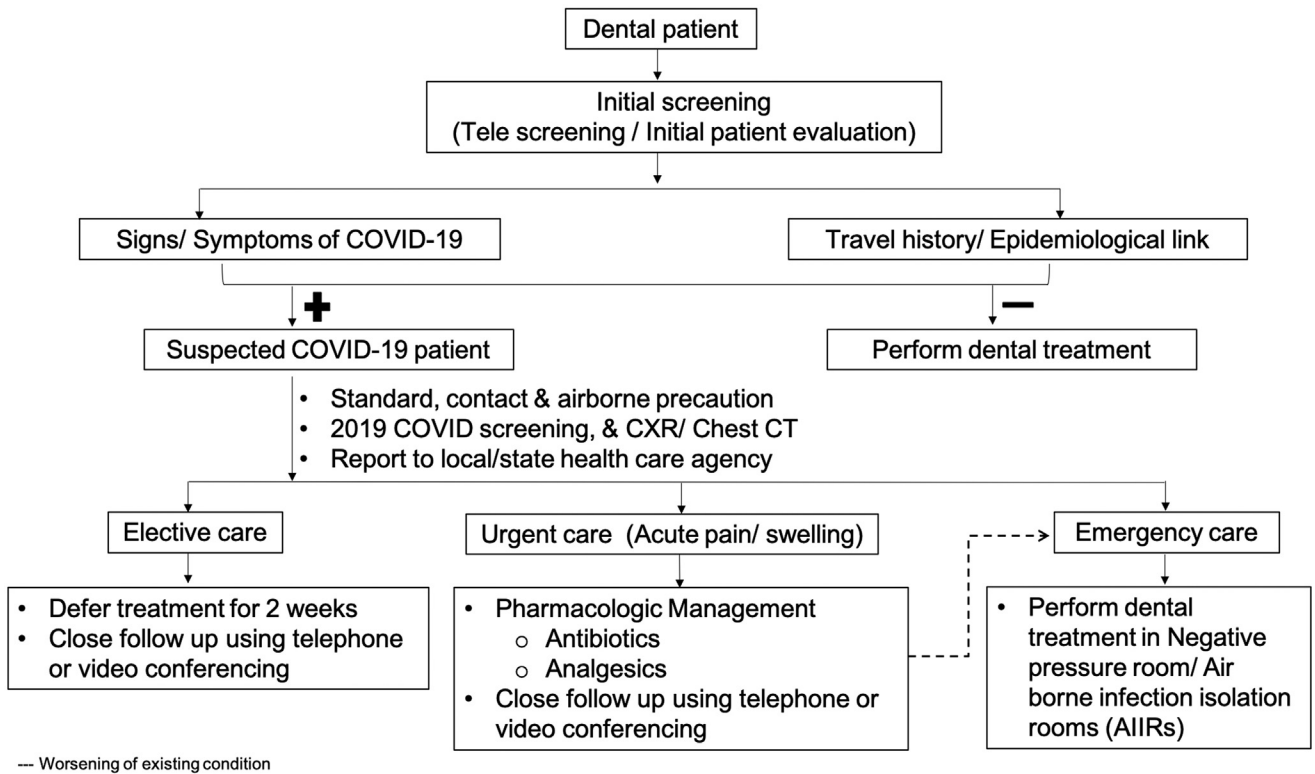 Dental patient
Initial screening
(Tele screening / Initial patient evaluation)
Signs/ Symptoms of COVID-19
Travel history/ Epidemiological link
+
−
Suspected COVID-19 patient
Perform dental treatment
• Standard, contact & airborne precaution
• 2019 COVID screening, & CXR/ Chest CT
• Report to local/state health care agency
Elective care
Urgent care (Acute pain/ swelling)
Emergency care
• Defer treatment for 2 weeks
• Close follow up using telephone
or video conferencing
• Pharmacologic Management
o Antibiotics
o Analgesics
• Close follow up using telephone or
video conferencing
• Perform dental
treatment in Negative
pressure room/ Air
borne infection isolation
rooms (AIIRs)
--- Worsening of existing condition